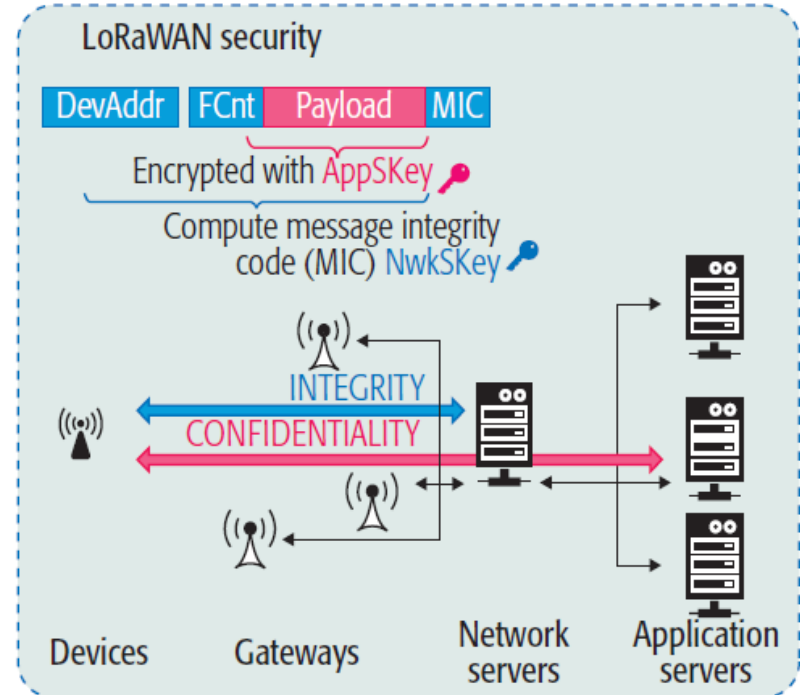 LoRaWAN security
DevAddr FCnt Payload MIC
Encrypted with AppSKey
Compute message integrity
code (MIC) NwkSKey
INTEGRITY
CONFIDENTIALITY
Devices
Gateways
Network
servers
Application
servers